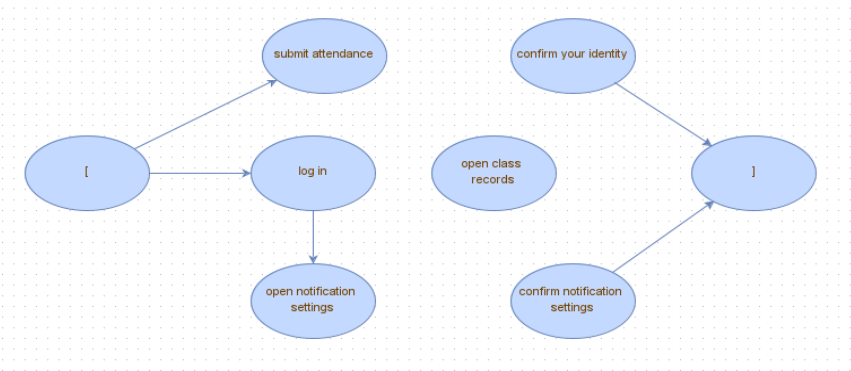 submit attendance
confirm your identity
[
log in
open class
records
]
open notification
settings
confirm notification
settings